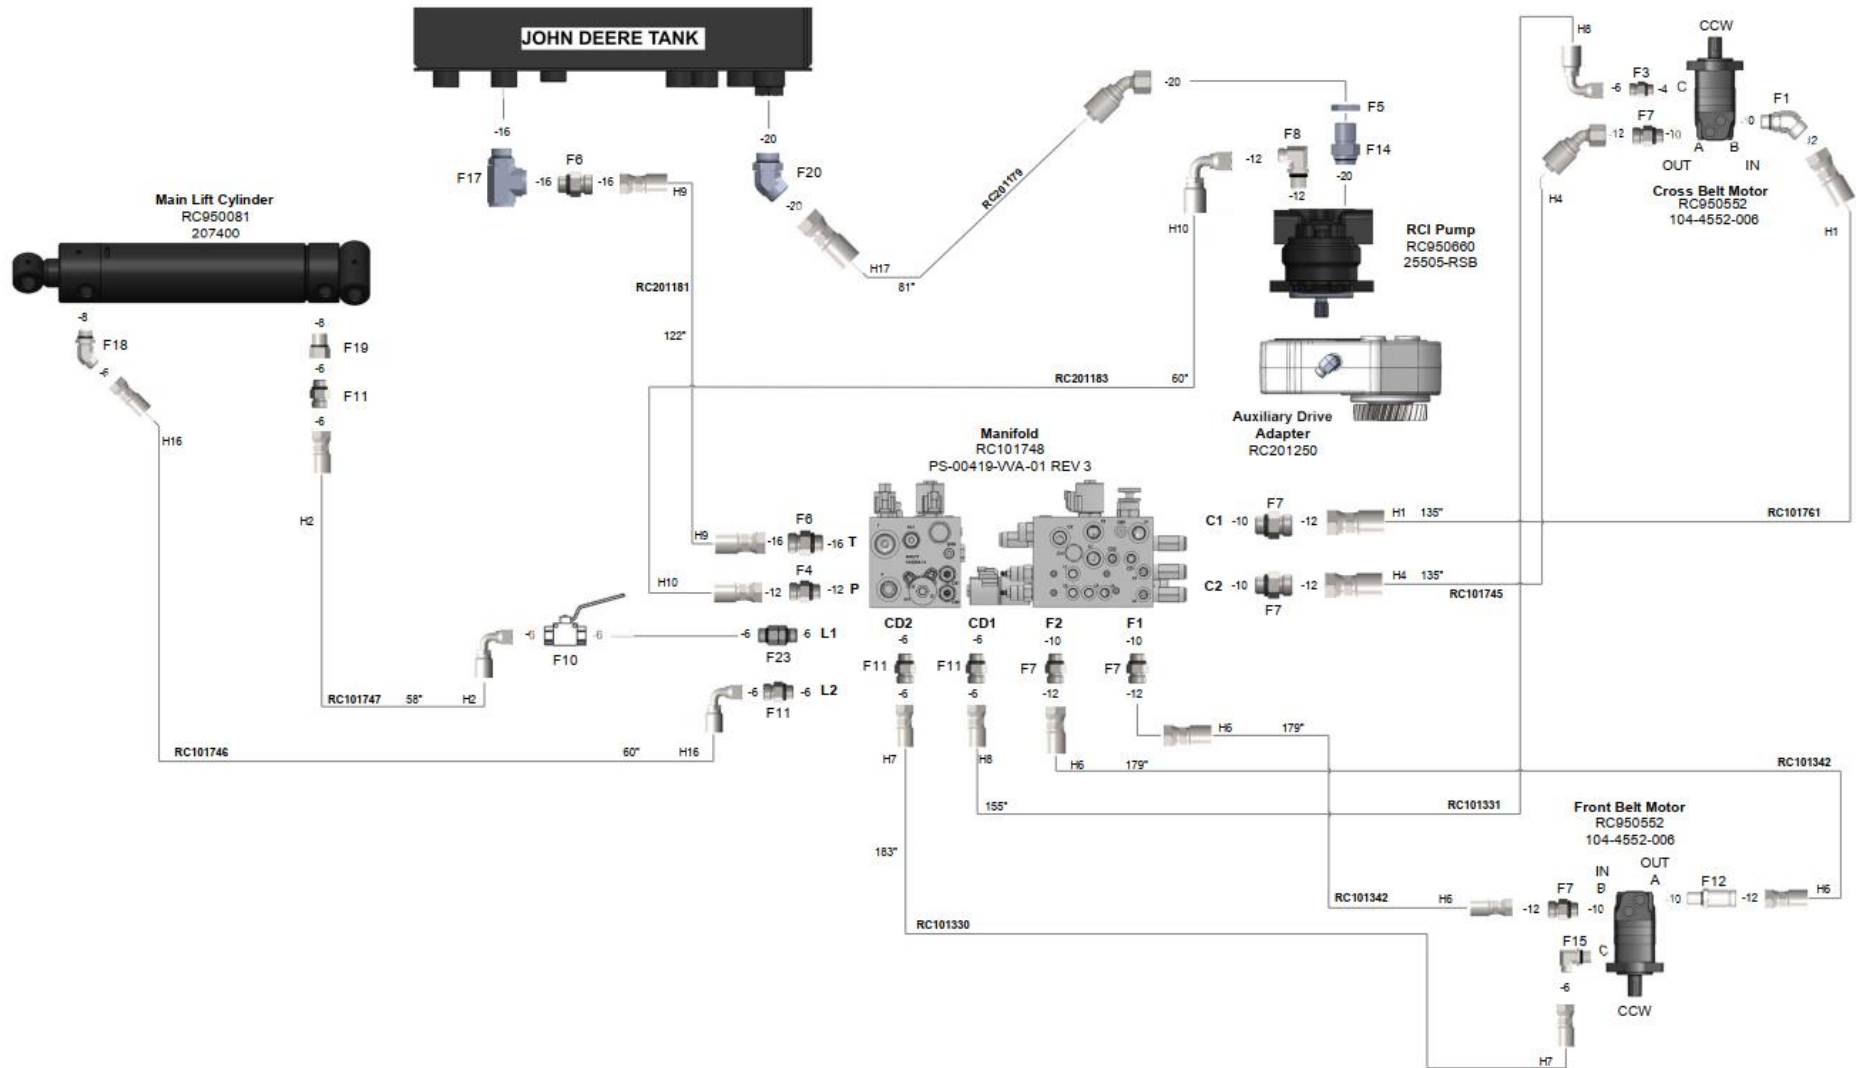 JOHN DEERE TANK
-16
F17
-16
F6
-16
H9
RC201181
122"
-20
F20
-20
H17
81"
RC201179
-20
F5
F14
-20
F8
-12
-12
H10
RCI Pump
RC950660
25505-RSB
RC201183
60"
Auxiliary Drive
Adapter
RC201250
H8
CCW
-6
F3
-4
C
-12
F7
-10
A
B
-10
F1
H4
OUT
IN
Cross Belt Motor
RC950552
104-4552-006
H1
Main Lift Cylinder
RC950081
207400
-8
F18
-6
H16
-8
F19
-6
F11
-6
H2
Manifold
RC101748
PS-00419-VVA-01 REV 3
H9
-16
F6
-16
T
H10
-12
F4
-12
P
-6
F10
-6
-6
F23
-6
L1
RC101747
58"
H2
-6
F11
-6
L2
RC101746
60"
H16
C1
-10
F7
-12
H1
135"
RC101761
C2
-10
F7
-12
H4
135"
RC101745
CD2
CD1
F2
F1
-6
-6
-10
-10
F11
F11
F7
F7
-6
-6
-12
-12
H7
H8
H6
179"
H6
179"
RC101342
155"
RC101331
183"
RC101330
RC101342
H6
Front Belt Motor
RC950552
104-4552-006
IN
B
OUT
A
-12
F7
-10
-10
F12
-12
H6
F15
C
-6
CCW
H7